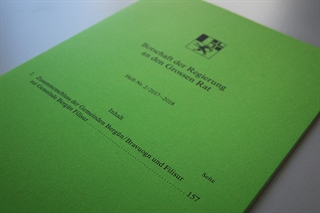 Botschaft der Regierung
an den Grossen Rat
Heft Nr. 2/2017–2018
Inhalt
Seite
1. Zusammenschluss der Gemeinden Bergün/Bravuogn und Filisur
zur Gemeinde Bergün Filisur ........ 157